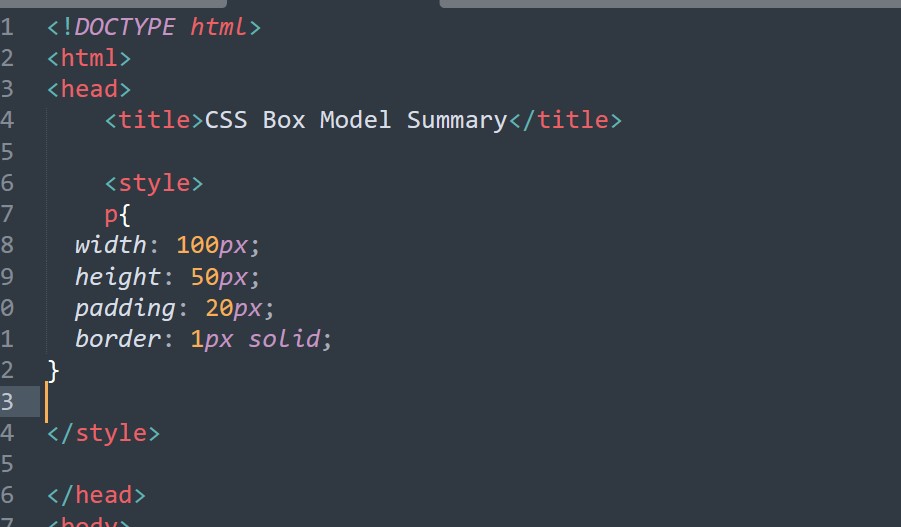 1 <!DOCTYPE html>
2 <html>
3 <head>
4 <title>CSS Box Model Summary</title>
5
6 <style>
7 p{
8 width: 100px;
9 height: 50px;
0 padding: 20px;
1 border: 1px solid;
2 }
3
4 </style>
5
6 </head>
7 <body>